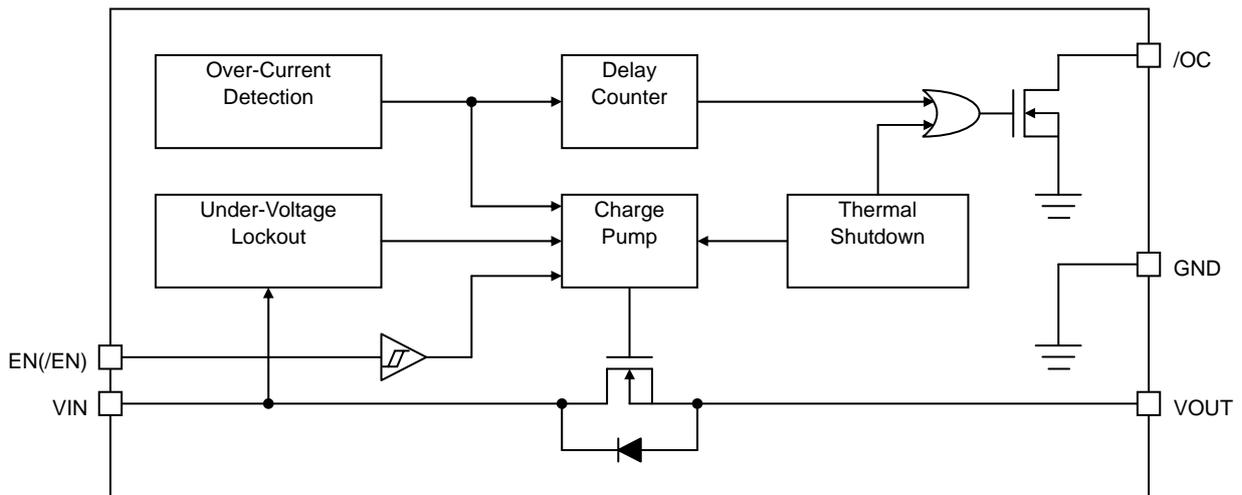 Over-Current
Detection
Delay
Counter
/OC
Under-Voltage
Lockout
Charge
Pump
Thermal
Shutdown
GND
EN(/EN)
VIN
VOUT